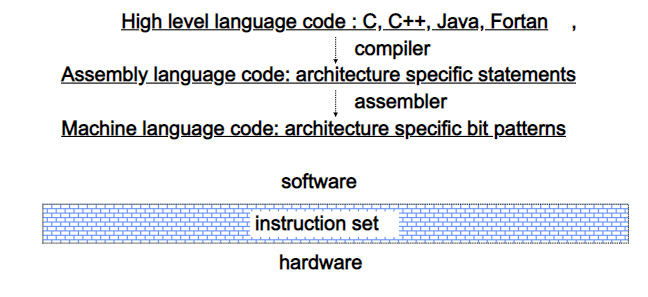 High level language code : C, C++, Java, Fortan ,
compiler
Assembly language code: architecture specific statements
assembler
Machine language code: architecture specific bit patterns
software
instruction set
hardware